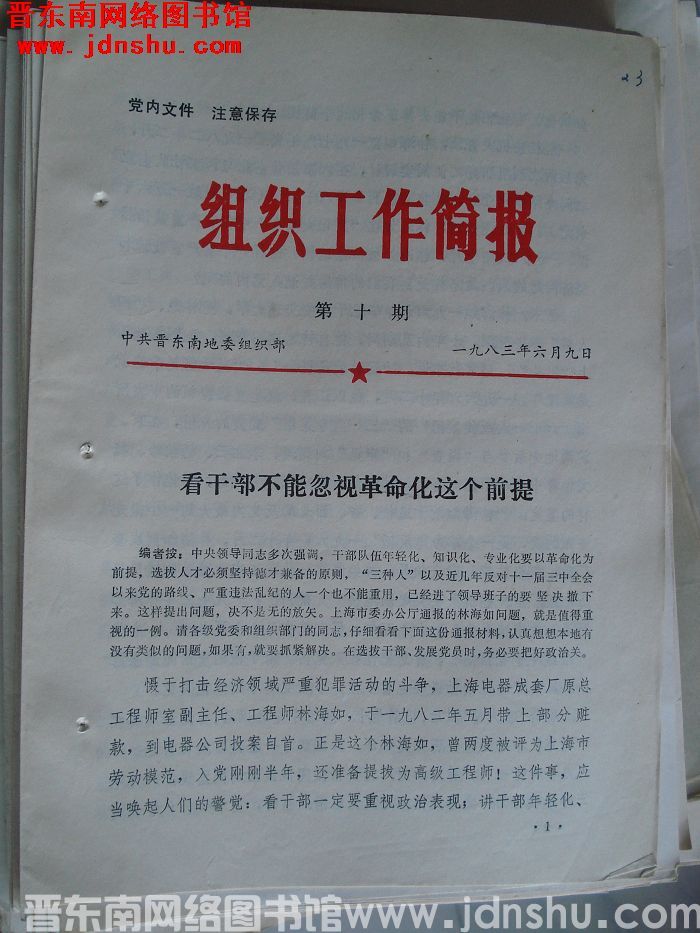 晋东南网络图书馆
www.jdnshu.com
23
党内文件 注意保存
组织工作简报
第十期
中共晋东南地委组织部 一九八三年六月九日
看干部不能忽视革命化这个前提
编者按：中央领导同志多次强调，干部队伍年轻化、知识化、专业化要以革命化为
前提，选拔人才必须坚持德才兼备的原则，“三种人”以及近几年反对十一届三中全会
以来党的路线、严重违法乱纪的人一个也不能重用，已经进了领导班子的要坚决撤下
来。这样提出问题，决不是无的放矢。上海市委办公厅通报的林海如问题，就是值得重
视的一例。请各级党委和组织部门的同志，仔细看看下面这份通报材料，认真想想本地有
没有类似的问题，如果有，就要抓紧解决。在选拔干部、发展党员时，务必要把好政治关。
慑于打击经济领域严重犯罪活动的斗争，上海电器成套厂原总
工程师室副主任、工程师林海如，于一九八二年五月带上部分赃
款，到电器公司投案自首。正是这个林海如，曾两度被评为上海市
劳动模范，入党刚刚半年，还准备提拔为高级工程师！这件事，应
当唤起人们的警觉：看干部一定要重视政治表现；讲干部年轻化、
·1·
晋东南网络图书馆www.jdnshu.com